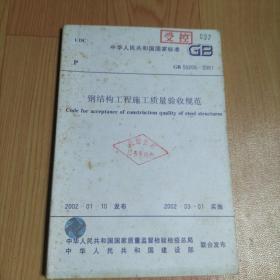 UDC
受控 037
中华人民共和国国家标准 GB
P GB 50205-2001
钢结构工程施工质量验收规范
Code for acceptance of construction quality of steel structures
2002-01-10 发布 2002-03-01 实施
中华人民共和国国家质量监督检验检疫总局
中华人民共和国建设部
联合发布